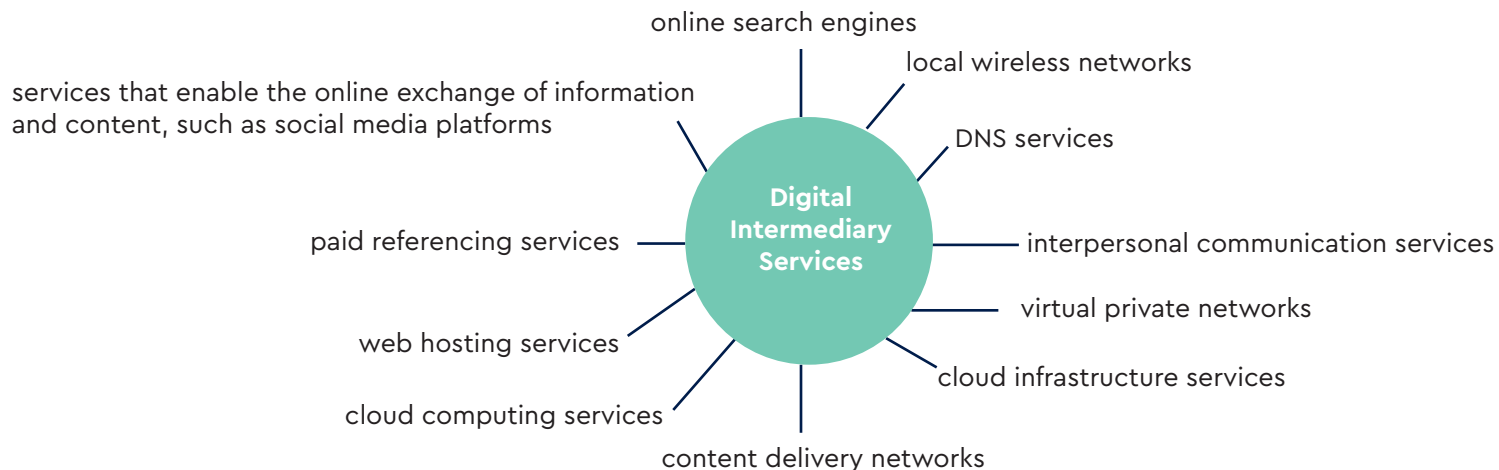 online search engines
local wireless networks
services that enable the online exchange of information
and content, such as social media platforms
DNS services
Digital
Intermediary
Services
paid referencing services
interpersonal communication services
virtual private networks
web hosting services
cloud infrastructure services
cloud computing services
content delivery networks